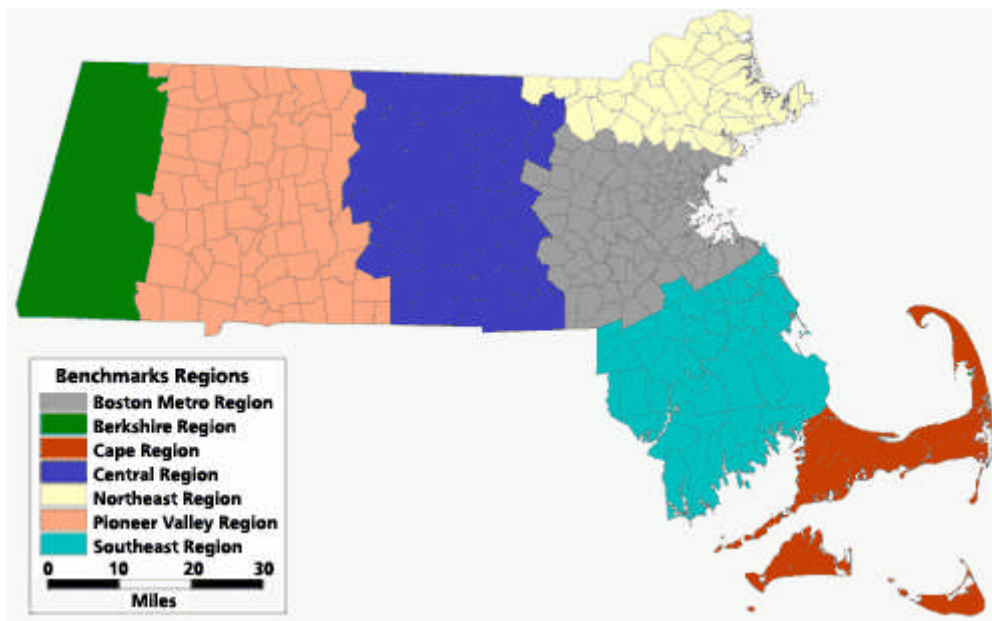 Benchmarks Regions
Boston Metro Region
Berkshire Region
Cape Region
Central Region
Northeast Region
Pioneer Valley Region
Southeast Region
0 10 20 30
Miles